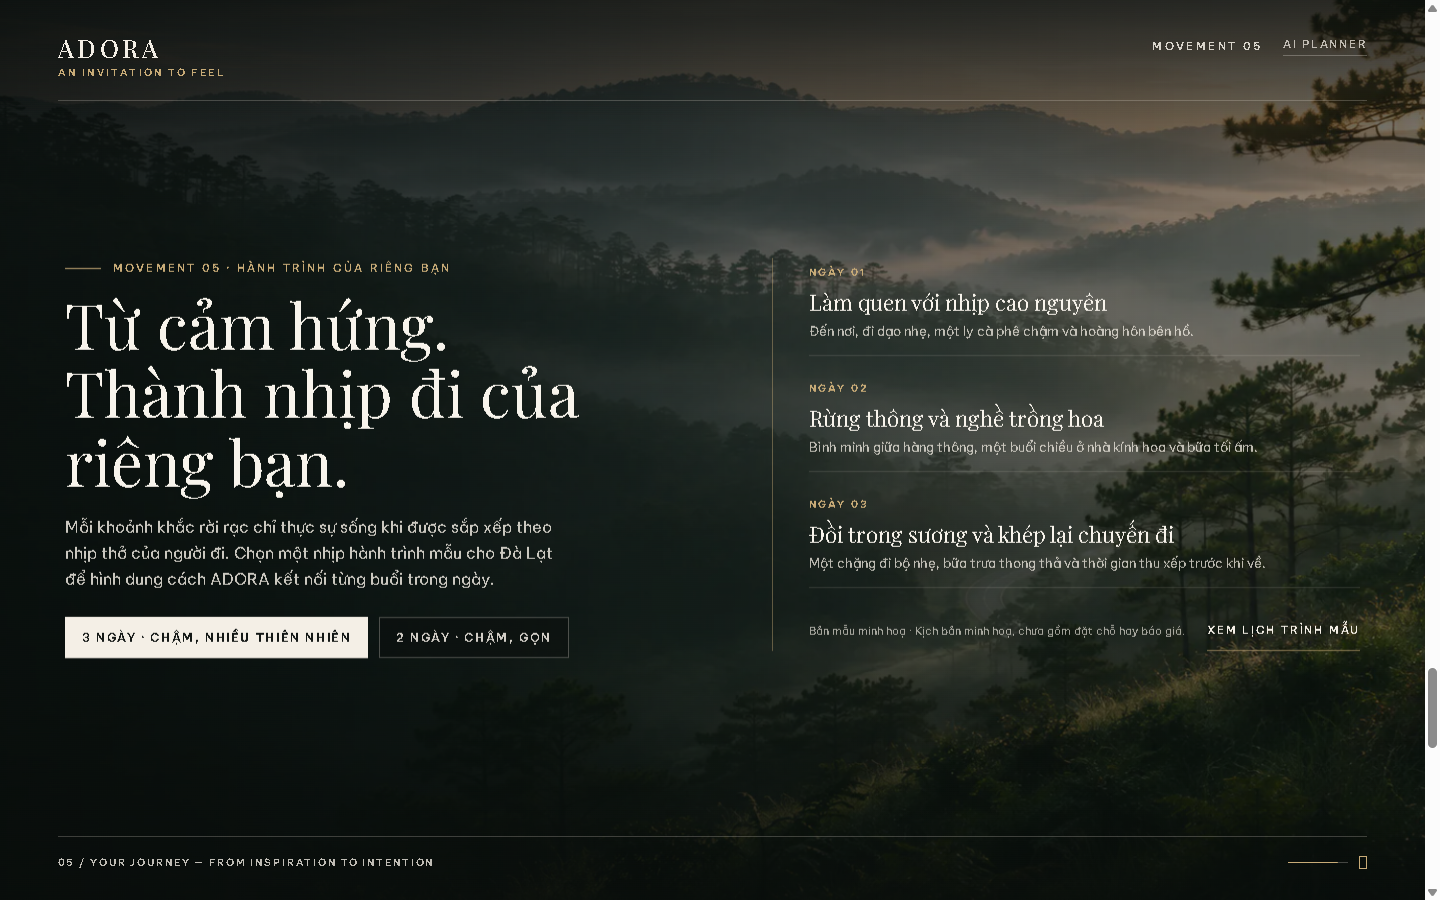 ADORA
AN INVITATION TO FEEL
MOVEMENT 05
AI PLANNER
MOVEMENT 05 · HÀNH TRÌNH CỦA RIÊNG BẠN
Từ cảm hứng.
Thành nhịp đi của
riêng bạn.
Mỗi khoảnh khắc rời rạc chỉ thực sự sống khi được sắp xếp theo
nhịp thở của người đi. Chọn một nhịp hành trình mẫu cho Đà Lạt
để hình dung cách ADORA kết nối từng buổi trong ngày.
3 NGÀY · CHẬM, NHIỀU THIÊN NHIÊN
2 NGÀY · CHẬM, GỌN
NGÀY 01
Làm quen với nhịp cao nguyên
Đến nơi, đi dạo nhẹ, một ly cà phê chậm và hoàng hôn bên hồ.
NGÀY 02
Rừng thông và nghề trồng hoa
Bình minh giữa hàng thông, một buổi chiều ở nhà kính hoa và bữa tối ấm.
NGÀY 03
Đồi trong sương và khép lại chuyến đi
Một chặng đi bộ nhẹ, bữa trưa thong thả và thời gian thu xếp trước khi về.
Bản mẫu minh hoạ · Kịch bản minh hoạ, chưa gồm đặt chỗ hay báo giá.
XEM LỊCH TRÌNH MẪU
05 / YOUR JOURNEY — FROM INSPIRATION TO INTENTION